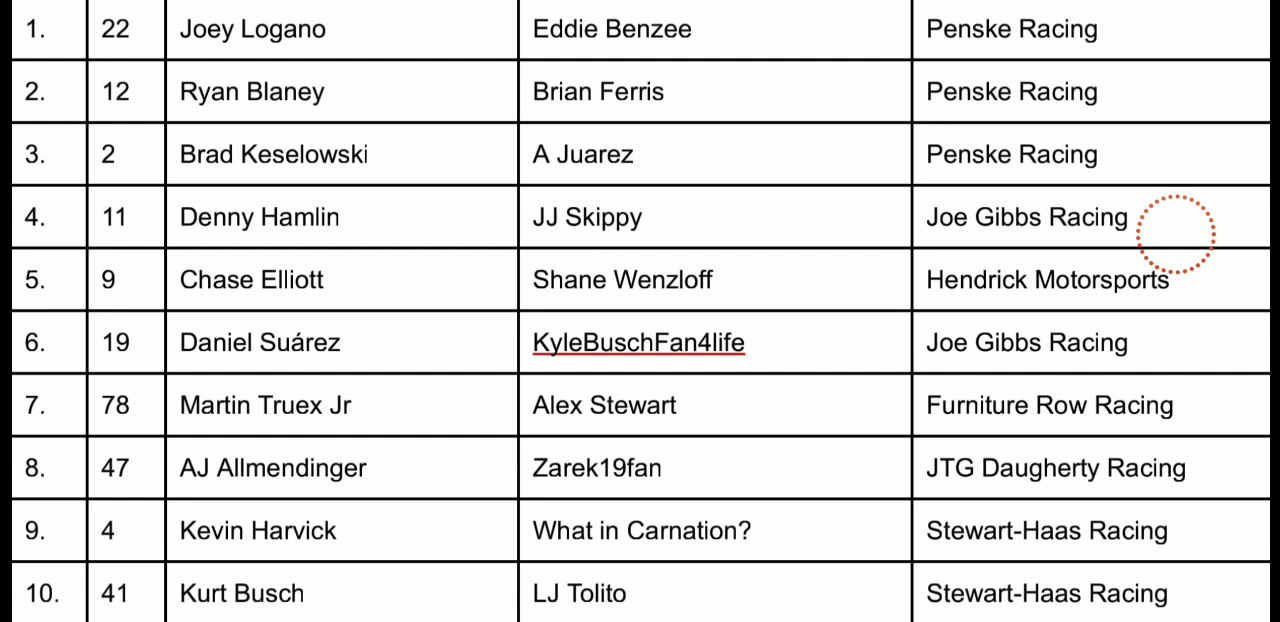 1. 22 Joey Logano Eddie Benzee Penske Racing
2. 12 Ryan Blaney Brian Ferris Penske Racing
3. 2 Brad Keselowski A Juarez Penske Racing
4. 11 Denny Hamlin JJ Skippy Joe Gibbs Racing
5. 9 Chase Elliott Shane Wenzloff Hendrick Motorsports
6. 19 Daniel Suárez KyleBuschFan4life Joe Gibbs Racing
7. 78 Martin Truex Jr Alex Stewart Furniture Row Racing
8. 47 AJ Allmendinger Zarek19fan JTG Daugherty Racing
9. 4 Kevin Harvick What in Carnation? Stewart-Haas Racing
10. 41 Kurt Busch LJ Tolito Stewart-Haas Racing